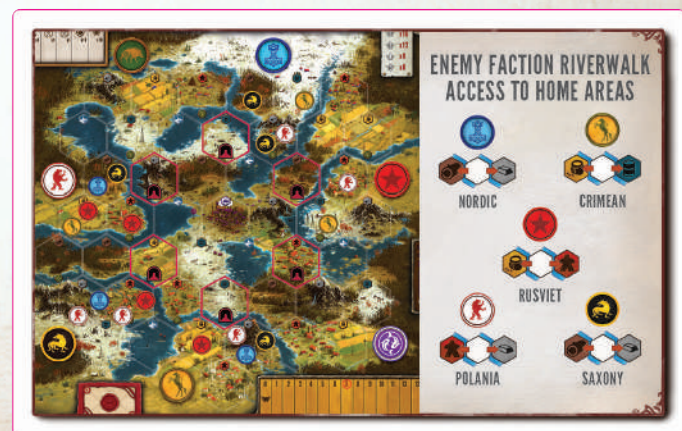 ENEMY FACTION RIVERWALK
ACCESS TO HOME AREAS
NORDIC
CRIMEAN
RUSVIET
POLANIA
SAXONY